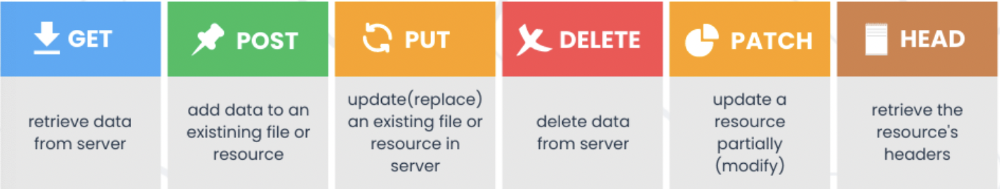 GET
retrieve data
from server
POST
add data to an
existining file or
resource
PUT
update(replace)
an existing file or
resource in
server
DELETE
delete data
from server
PATCH
update a
resource
partially
(modify)
HEAD
retrieve the
resource's
headers